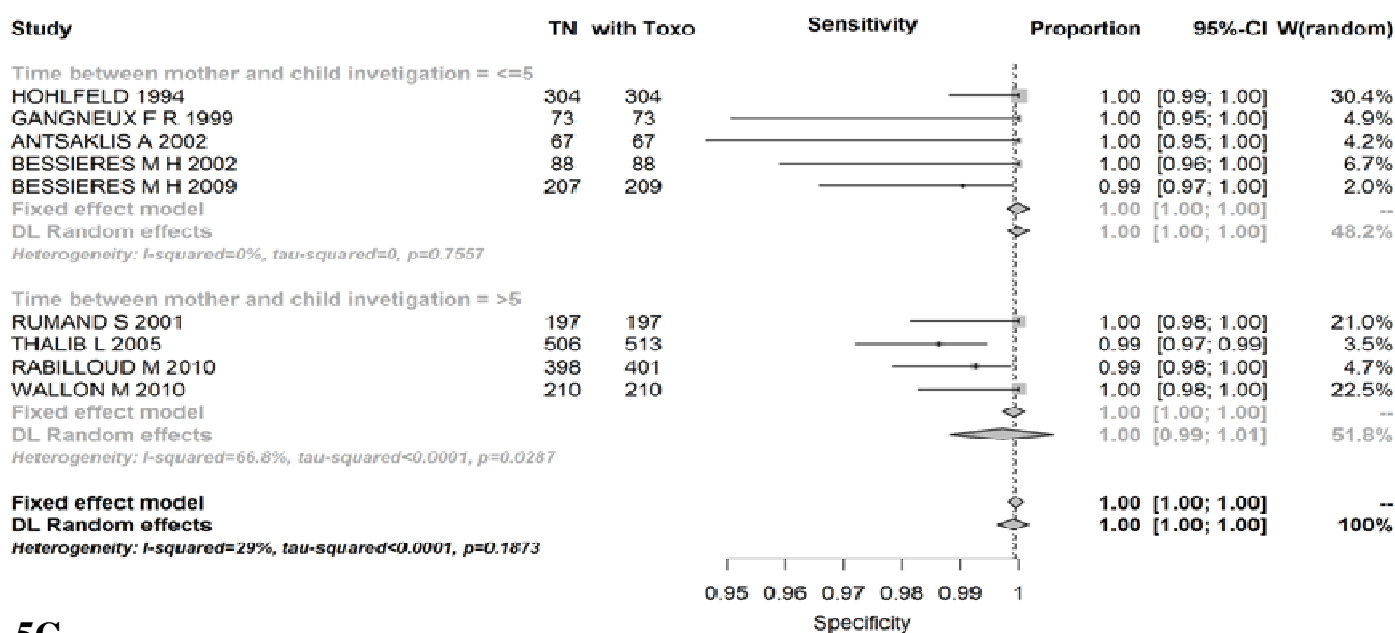 Study TN with Toxo Sensitivity Proportion 95%-CI W(random)
Time between mother and child invetigation = <=5
HOHLFELD 1994 304 304 1.00 [0.99; 1.00] 30.4%
GANGNEUX F R 1999 73 73 1.00 [0.95; 1.00] 4.9%
ANTSAKLIS A 2002 67 67 1.00 [0.95; 1.00] 4.2%
BESSIERES M H 2002 88 88 1.00 [0.96; 1.00] 6.7%
BESSIERES M H 2009 207 209 0.99 [0.97; 1.00] 2.0%
Fixed effect model 1.00 [1.00; 1.00] --
DL Random effects 1.00 [1.00; 1.00] 48.2%
Heterogeneity: I-squared=0%, tau-squared=0, p=0.7557
Time between mother and child invetigation = >5
RUMAND S 2001 197 197 1.00 [0.98; 1.00] 21.0%
THALIB L 2005 506 513 0.99 [0.97; 0.99] 3.5%
RABILLOUD M 2010 398 401 0.99 [0.98; 1.00] 4.7%
WALLON M 2010 210 210 1.00 [0.98; 1.00] 22.5%
Fixed effect model 1.00 [1.00; 1.00] --
DL Random effects 1.00 [0.99; 1.01] 51.8%
Heterogeneity: I-squared=66.8%, tau-squared<0.0001, p=0.0287
Fixed effect model 1.00 [1.00; 1.00] --
DL Random effects 1.00 [1.00; 1.00] 100%
Heterogeneity: I-squared=29%, tau-squared<0.0001, p=0.1873
0.95 0.96 0.97 0.98 0.99 1
Specificity